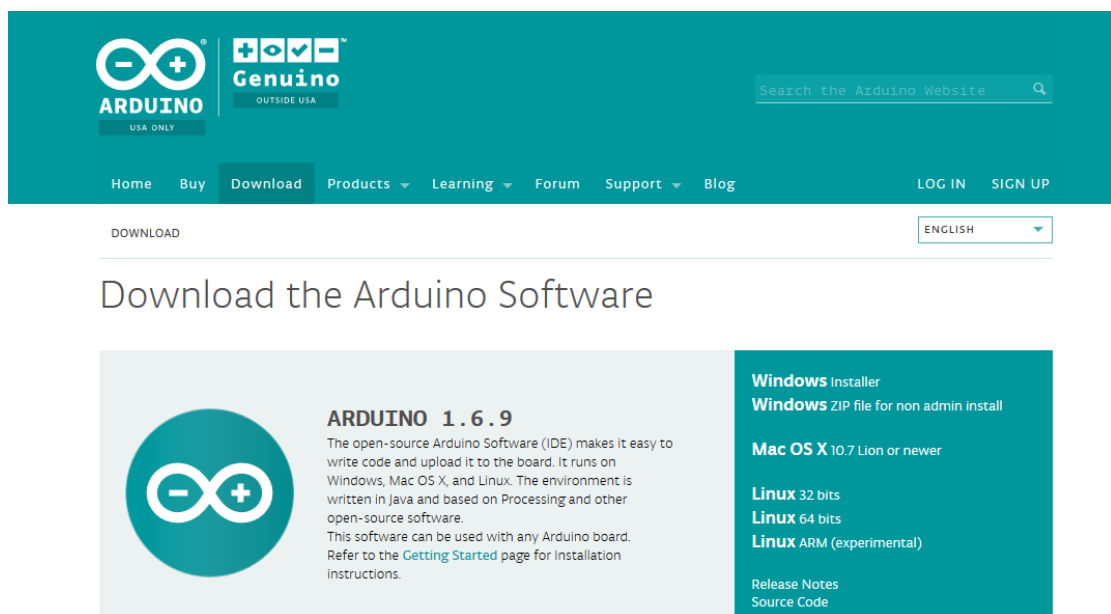 ARDUINO
USA ONLY
Genuino
OUTSIDE USA
Search the Arduino Website
Home Buy Download Products Learning Forum Support Blog LOG IN SIGN UP
DOWNLOAD
ENGLISH
Download the Arduino Software
ARDUINO 1.6.9
The open-source Arduino Software (IDE) makes it easy to
write code and upload it to the board. It runs on
Windows, Mac OS X, and Linux. The environment is
written in Java and based on Processing and other
open-source software.
This software can be used with any Arduino board.
Refer to the Getting Started page for Installation
instructions.
Windows Installer
Windows ZIP file for non admin install
Mac OS X 10.7 Lion or newer
Linux 32 bits
Linux 64 bits
Linux ARM (experimental)
Release Notes
Source Code